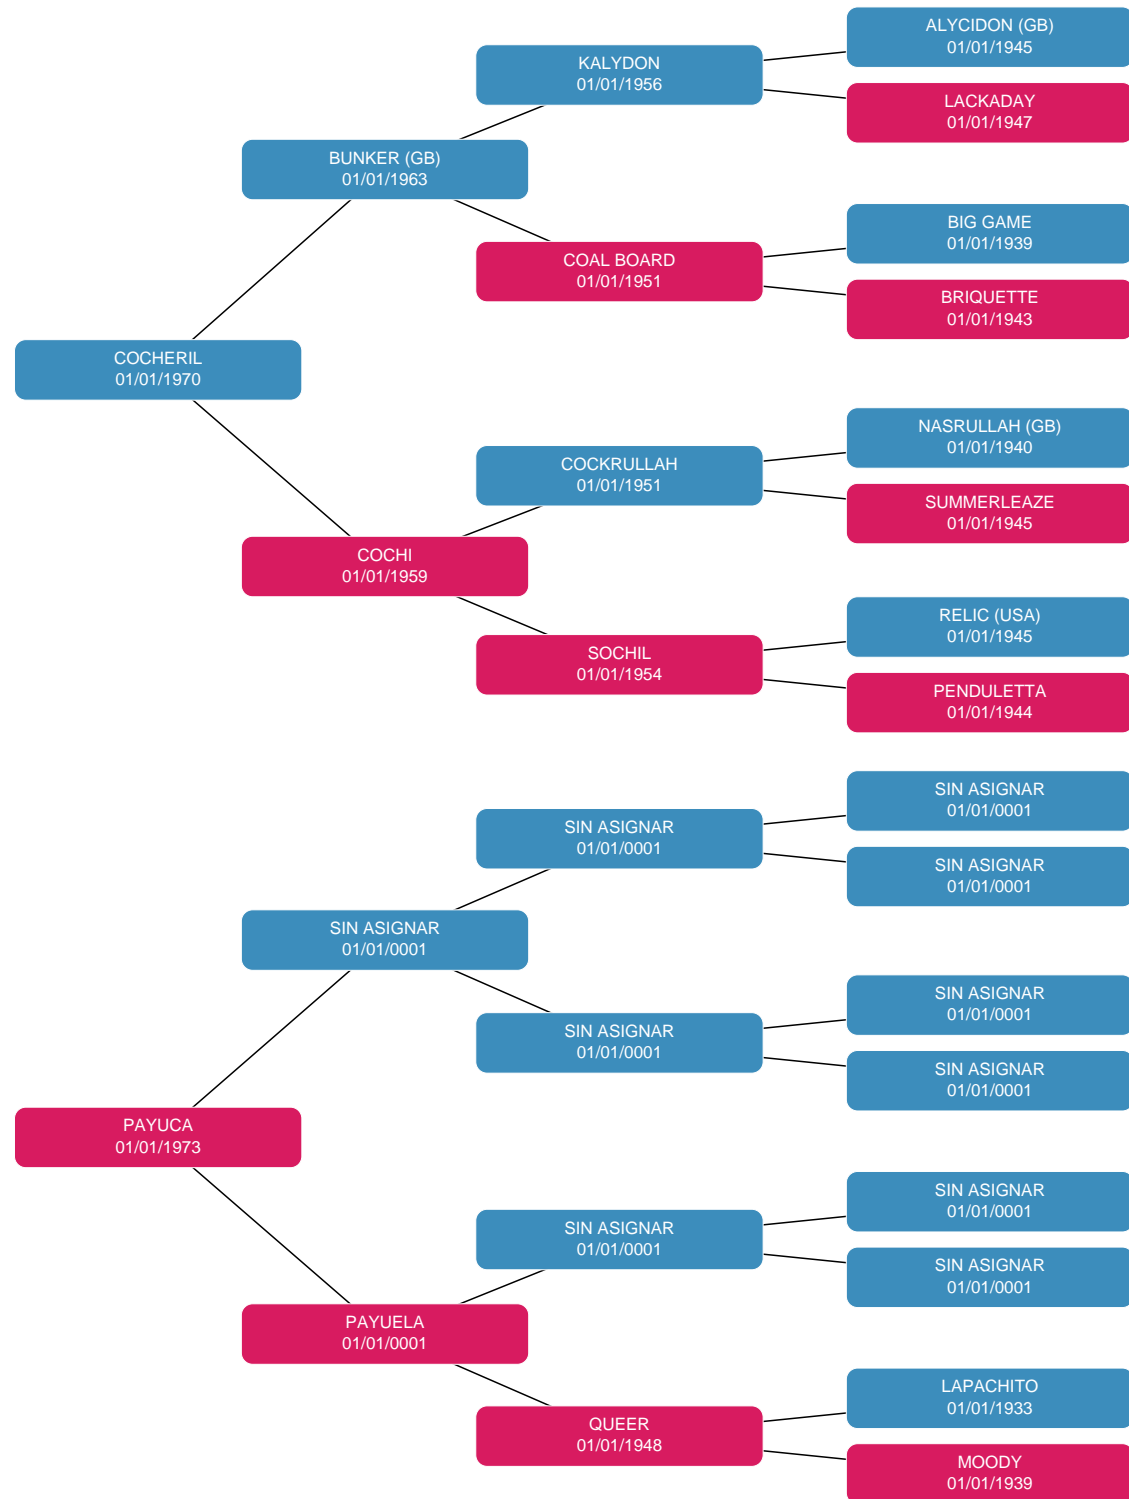 ALYCIDON (GB)
01/01/1945
KALYDON
01/01/1956
LACKADAY
01/01/1947
BUNKER (GB)
01/01/1963
BIG GAME
01/01/1939
COAL BOARD
01/01/1951
BRIQUETTE
01/01/1943
COCHERIL
01/01/1970
NASRULLAH (GB)
01/01/1940
COCKRULLAH
01/01/1951
SUMMERLEAZE
01/01/1945
COCHI
01/01/1959
RELIC (USA)
01/01/1945
SOCHIL
01/01/1954
PENDULETTA
01/01/1944
SIN ASIGNAR
01/01/0001
SIN ASIGNAR
01/01/0001
SIN ASIGNAR
01/01/0001
SIN ASIGNAR
01/01/0001
SIN ASIGNAR
01/01/0001
SIN ASIGNAR
01/01/0001
SIN ASIGNAR
01/01/0001
PAYUCA
01/01/1973
SIN ASIGNAR
01/01/0001
SIN ASIGNAR
01/01/0001
SIN ASIGNAR
01/01/0001
PAYUELA
01/01/0001
LAPACHITO
01/01/1933
QUEER
01/01/1948
MOODY
01/01/1939